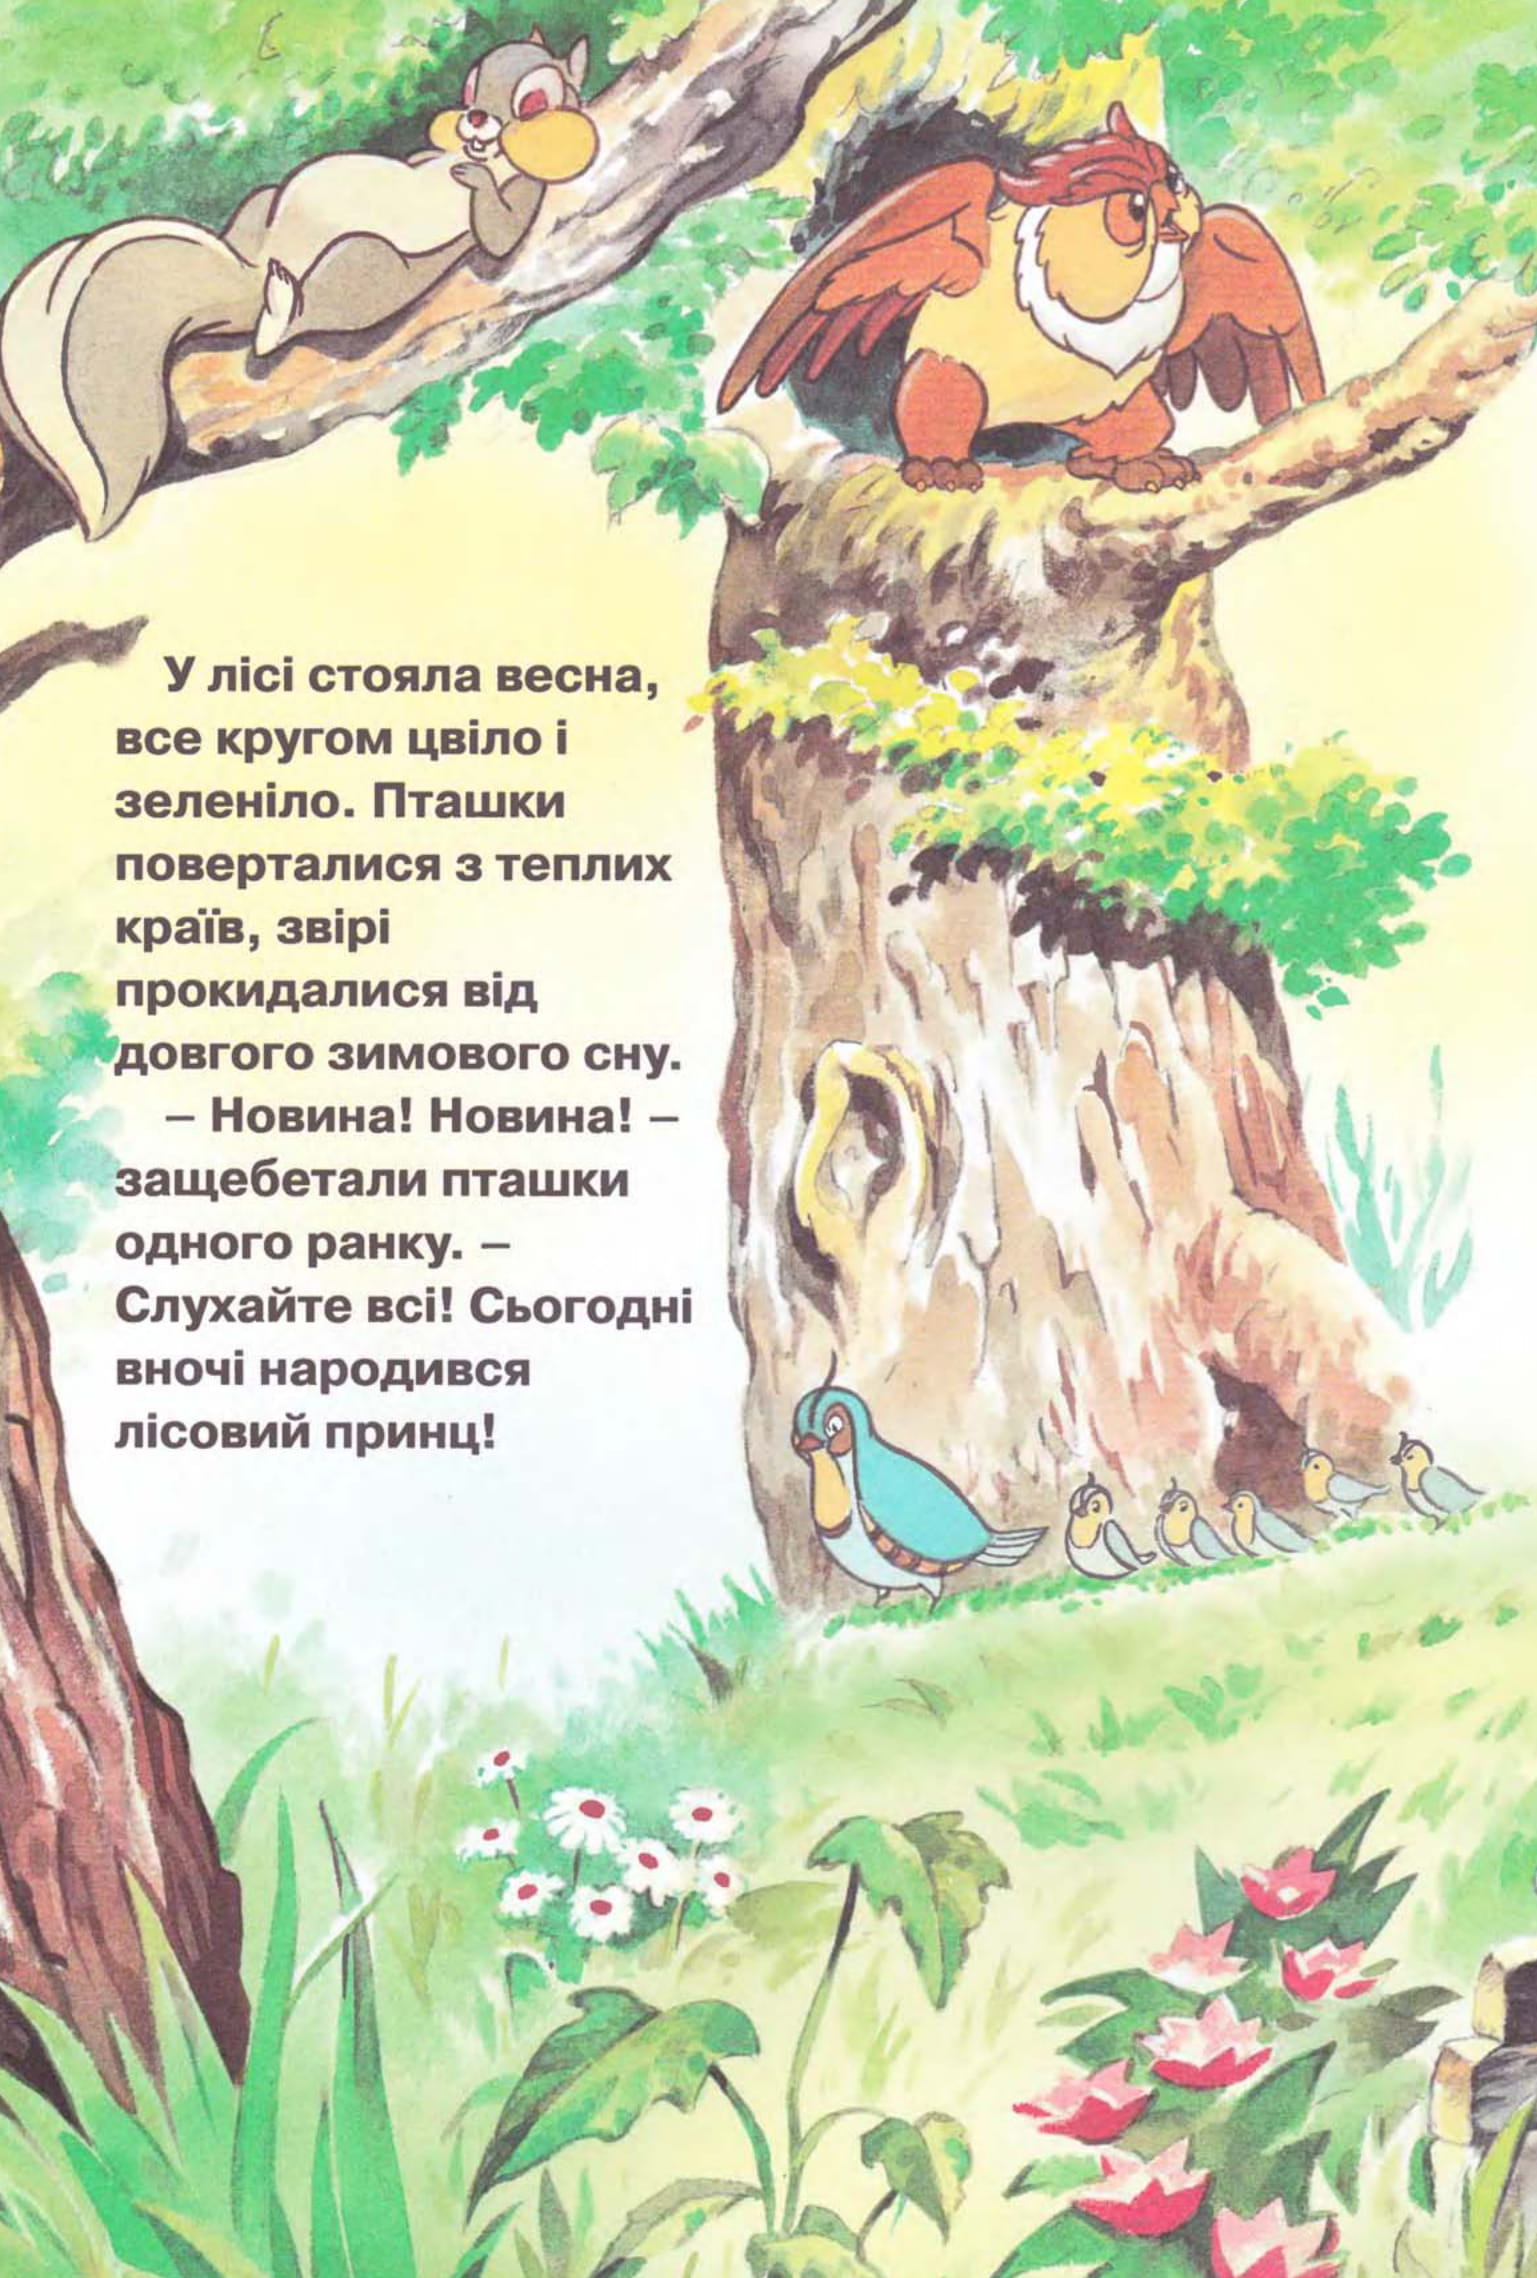 У лісі стояла весна,
все кругом цвіло і
зеленіло. Пташки
поверталися з теплих
країв, звірі
прокидалися від
довгого зимового сну.
– Новина! Новина! –
защебетали пташки
одного ранку. –
Слухайте всі! Сьогодні
вночі народився
лісовий принц!